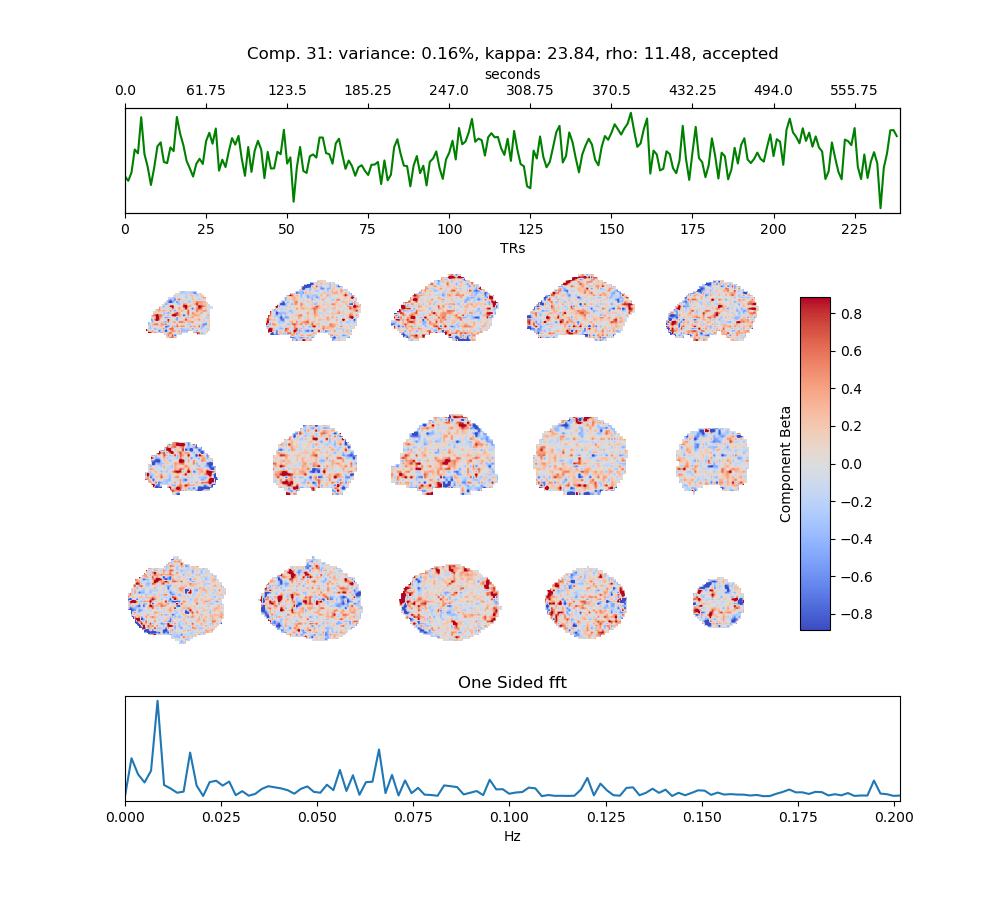 Comp. 31: variance: 0.16%, kappa: 23.84, rho: 11.48, accepted
seconds
0.0 61.75 123.5 185.25 247.0 308.75 370.5 432.25 494.0 555.75
0 25 50 75 100 125 150 175 200 225
TRs
0.8
0.6
0.4
0.2
0.0
−0.2
−0.4
−0.6
−0.8
Component Beta
One Sided fft
0.000 0.025 0.050 0.075 0.100 0.125 0.150 0.175 0.200
Hz